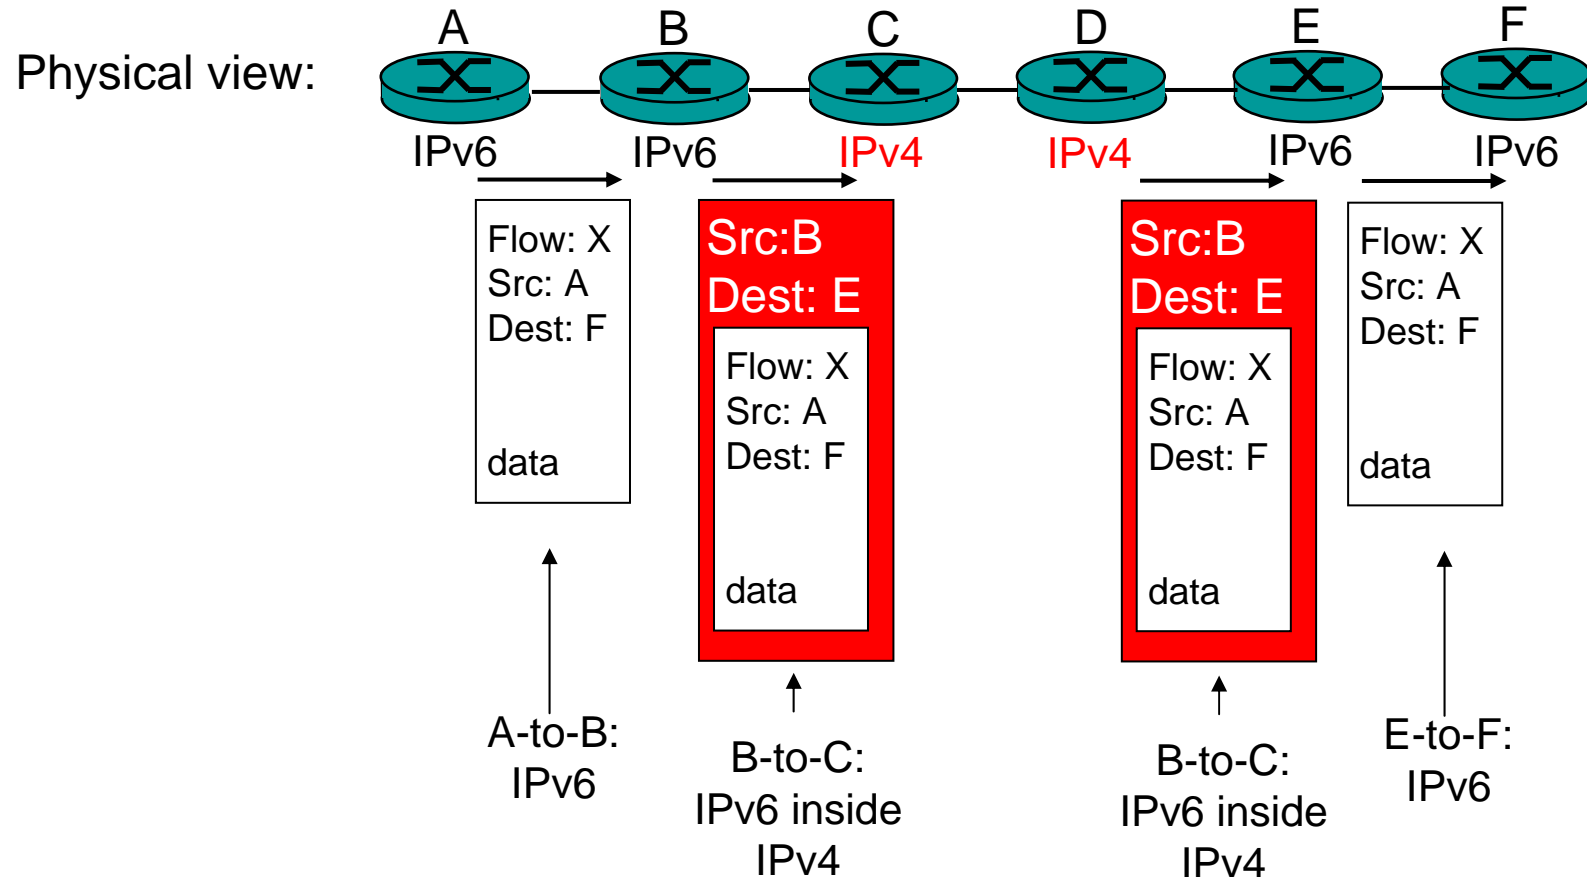 A
B
C
D
E
F
Physical view:
IPv6
IPv6
IPv4
IPv4
IPv6
IPv6
Flow: X
Src: A
Dest: F
data
Src:B
Dest: E
Flow: X
Src: A
Dest: F
data
Src:B
Dest: E
Flow: X
Src: A
Dest: F
data
Flow: X
Src: A
Dest: F
data
A-to-B:
IPv6
B-to-C:
IPv6 inside
IPv4
B-to-C:
IPv6 inside
IPv4
E-to-F:
IPv6